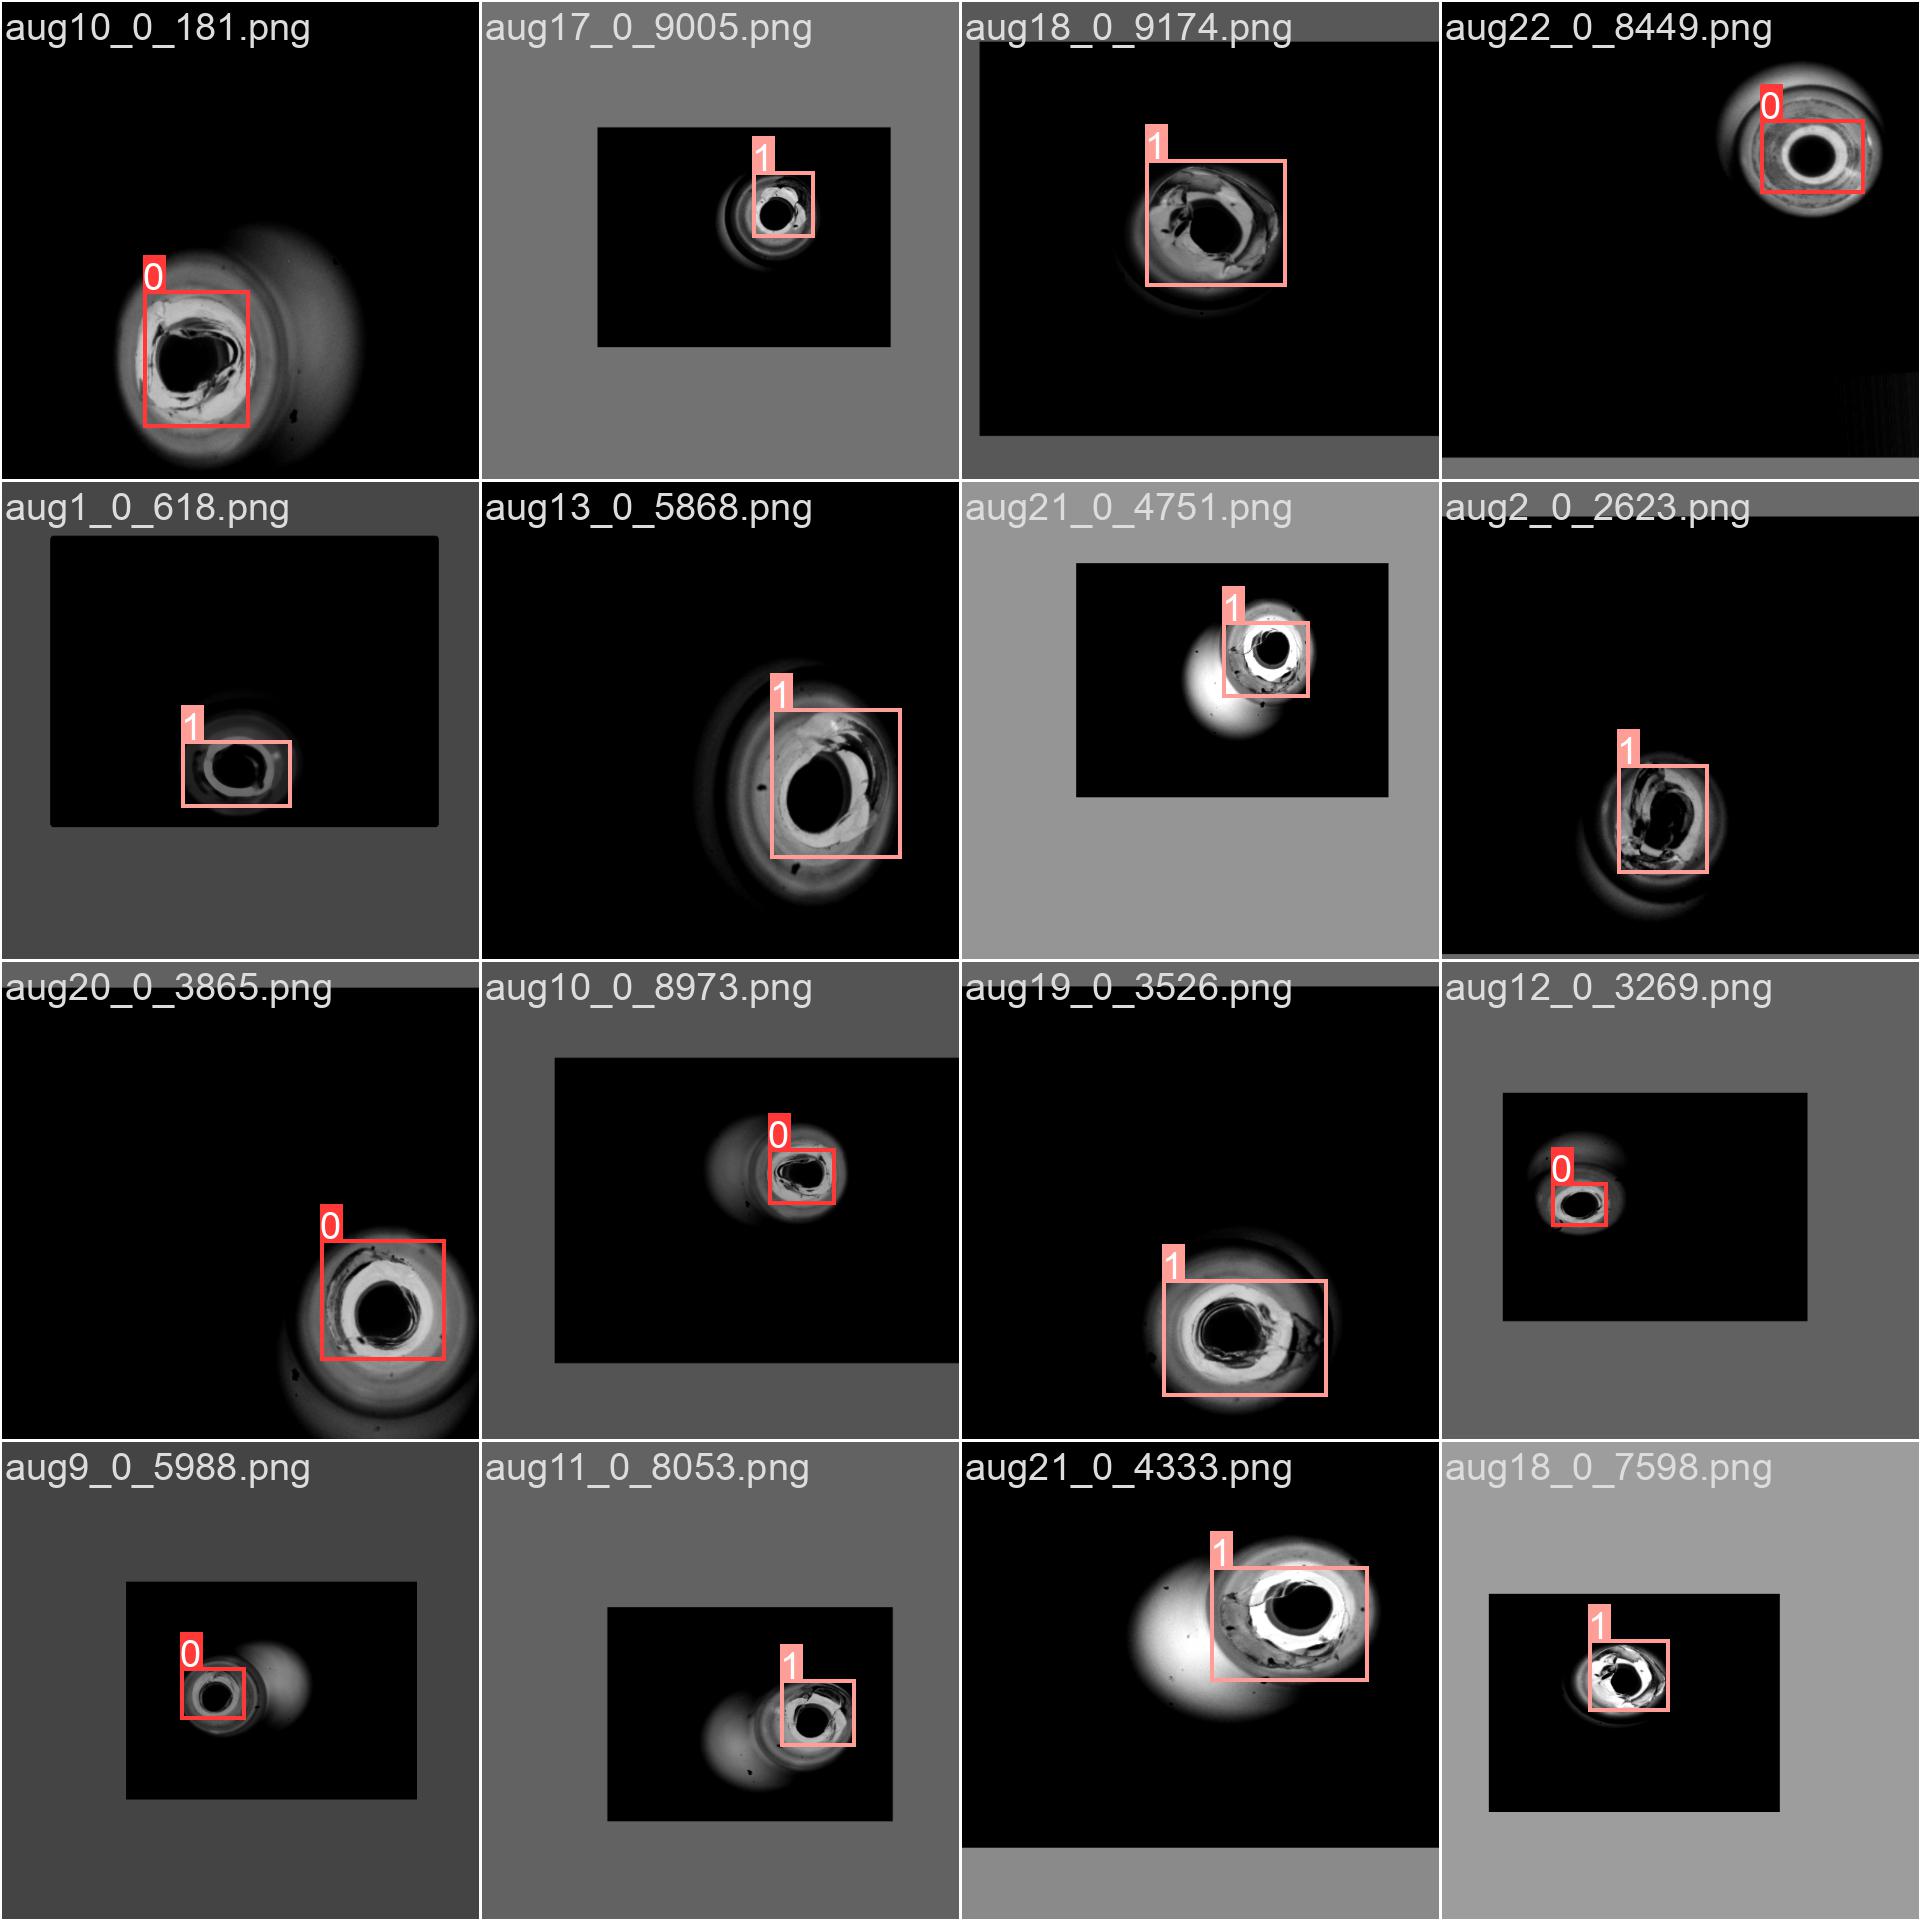 aug10_0_181.png
aug17_0_9005.png
aug18_0_9174.png
aug22_0_8449.png
0
1
1
0
aug1_0_618.png
aug13_0_5868.png
aug21_0_4751.png
aug2_0_2623.png
1
1
1
1
aug20_0_3865.png
aug10_0_8973.png
aug19_0_3526.png
aug12_0_3269.png
0
0
1
0
aug9_0_5988.png
aug11_0_8053.png
aug21_0_4333.png
aug18_0_7598.png
0
1
1
1